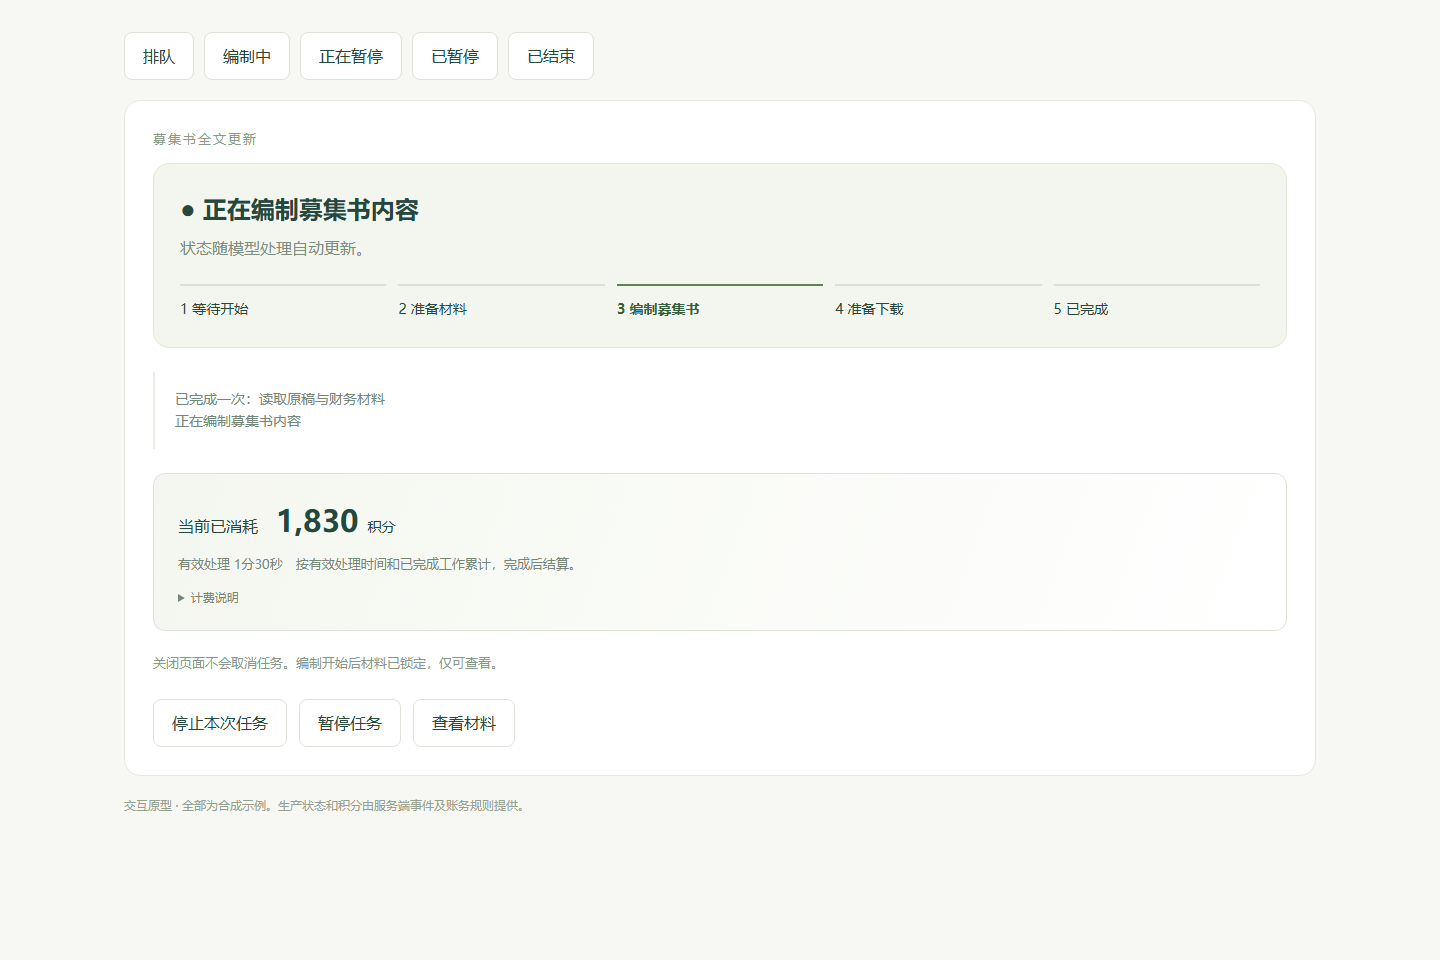 排队 编制中 正在暂停 已暂停 已结束
募集书全文更新
● 正在编制募集书内容
状态随模型处理自动更新。
1 等待开始 2 准备材料 3 编制募集书 4 准备下载 5 已完成
已完成一次：读取原稿与财务材料
正在编制募集书内容
当前已消耗 1,830 积分
有效处理 1分30秒 按有效处理时间和已完成工作累计，完成后结算。
▶ 计费说明
关闭页面不会取消任务。编制开始后材料已锁定，仅可查看。
停止本次任务 暂停任务 查看材料
交互原型 · 全部为合成示例。生产状态和积分由服务端事件及账务规则提供。